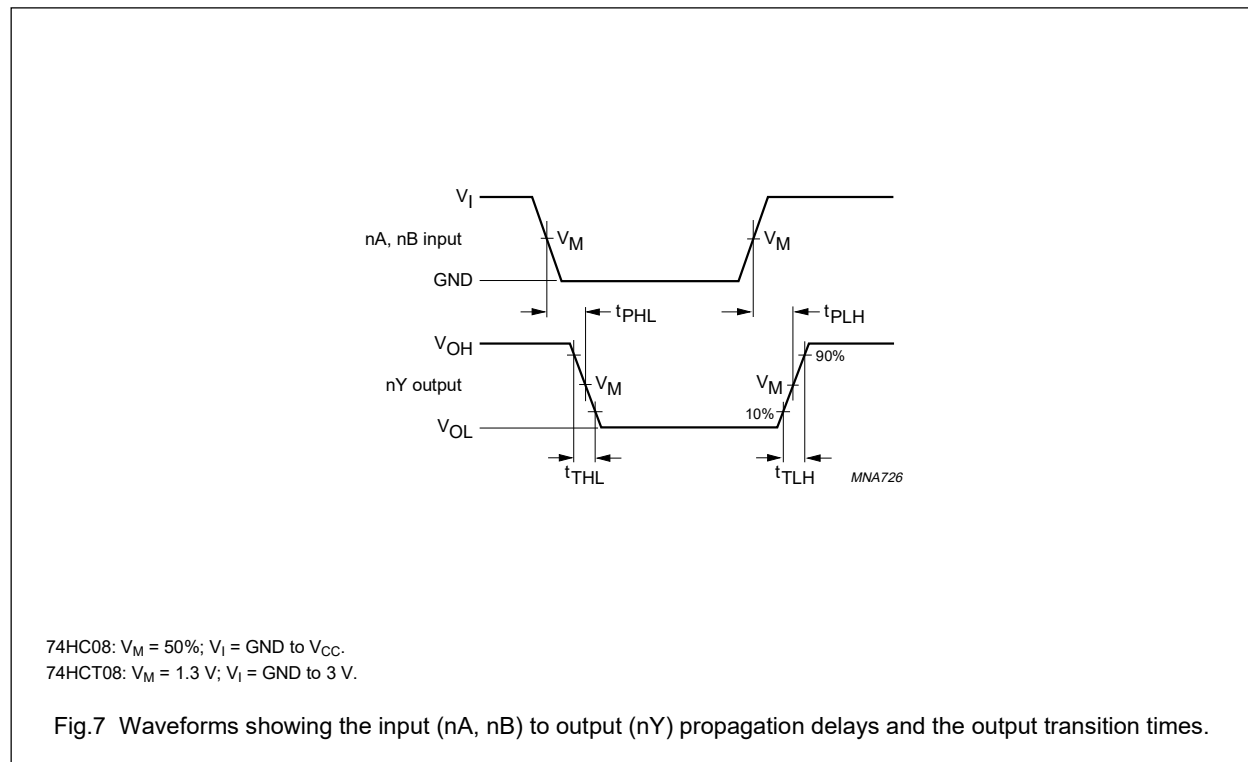 V_I
nA, nB input
V_M
V_M
GND
t_PHL
t_PLH
V_OH
90%
nY output
V_M
V_M
10%
V_OL
t_THL
t_TLH
MNA726
74HC08: V_M = 50%; V_I = GND to V_CC.
74HCT08: V_M = 1.3 V; V_I = GND to 3 V.
Fig.7 Waveforms showing the input (nA, nB) to output (nY) propagation delays and the output transition times.